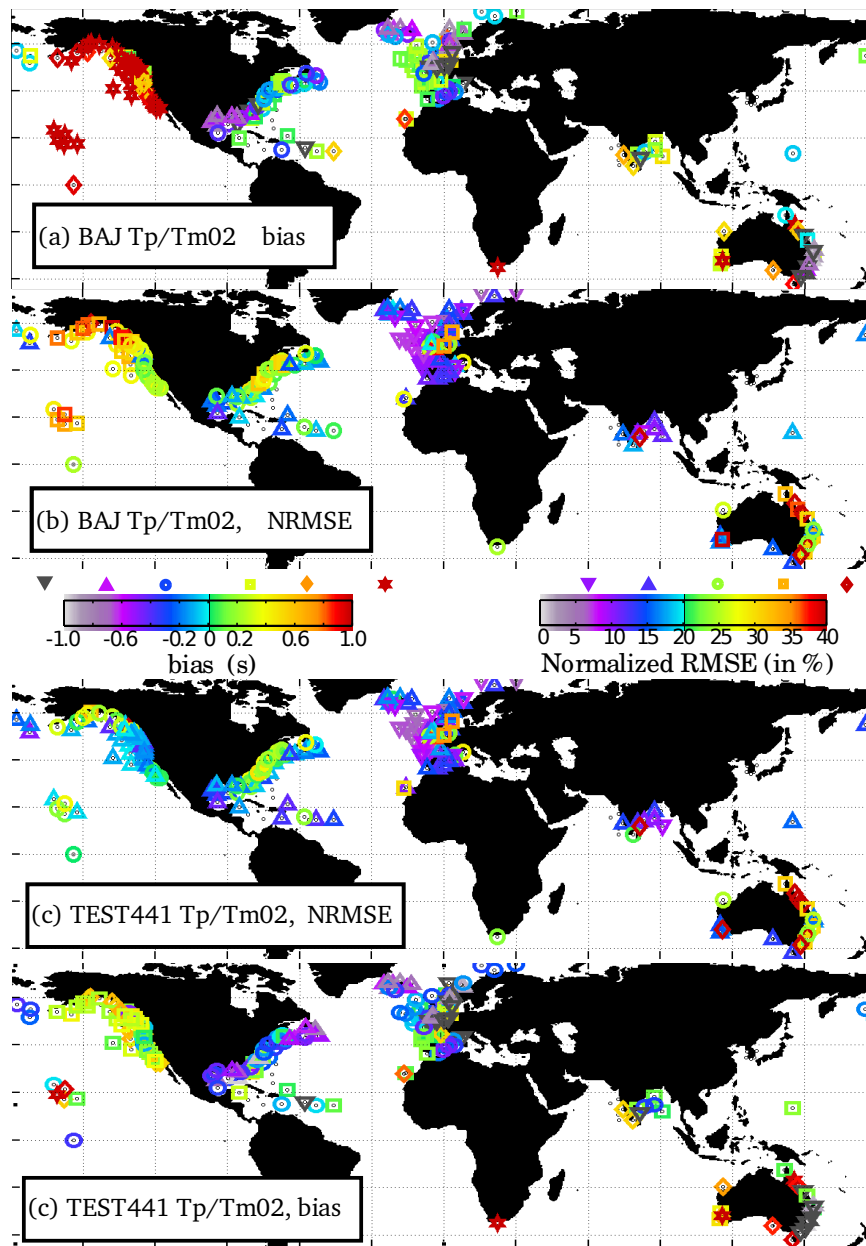 (a) BAJ Tp/Tm02 bias
(b) BAJ Tp/Tm02, NRMSE
-1.0 -0.6 -0.2 0 0.2 0.6 1.0
bias (s)
0 5 10 15 20 25 30 35 40
Normalized RMSE (in %)
(c) TEST441 Tp/Tm02, NRMSE
(c) TEST441 Tp/Tm02, bias